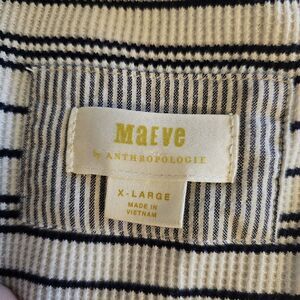 Maeve
by ANTHROPOLOGIE
X-LARGE
MADE IN
VIETNAM